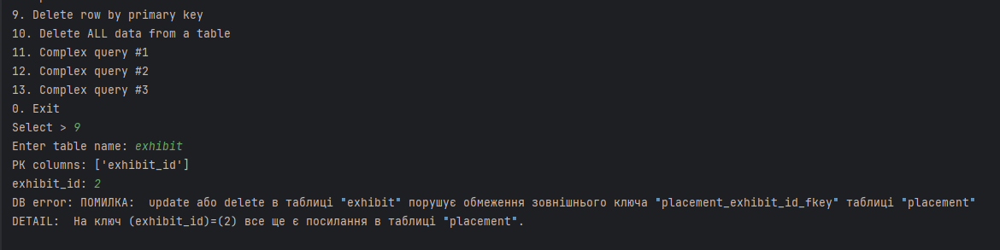 9. Delete row by primary key
10. Delete ALL data from a table
11. Complex query #1
12. Complex query #2
13. Complex query #3
0. Exit
Select > 9
Enter table name: exhibit
PK columns: ['exhibit_id']
exhibit_id: 2
DB error: ПОМИЛКА:  update або delete в таблиці "exhibit" порушує обмеження зовнішнього ключа "placement_exhibit_id_fkey" таблиці "placement"
DETAIL:  На ключ (exhibit_id)=(2) все ще є посилання в таблиці "placement".